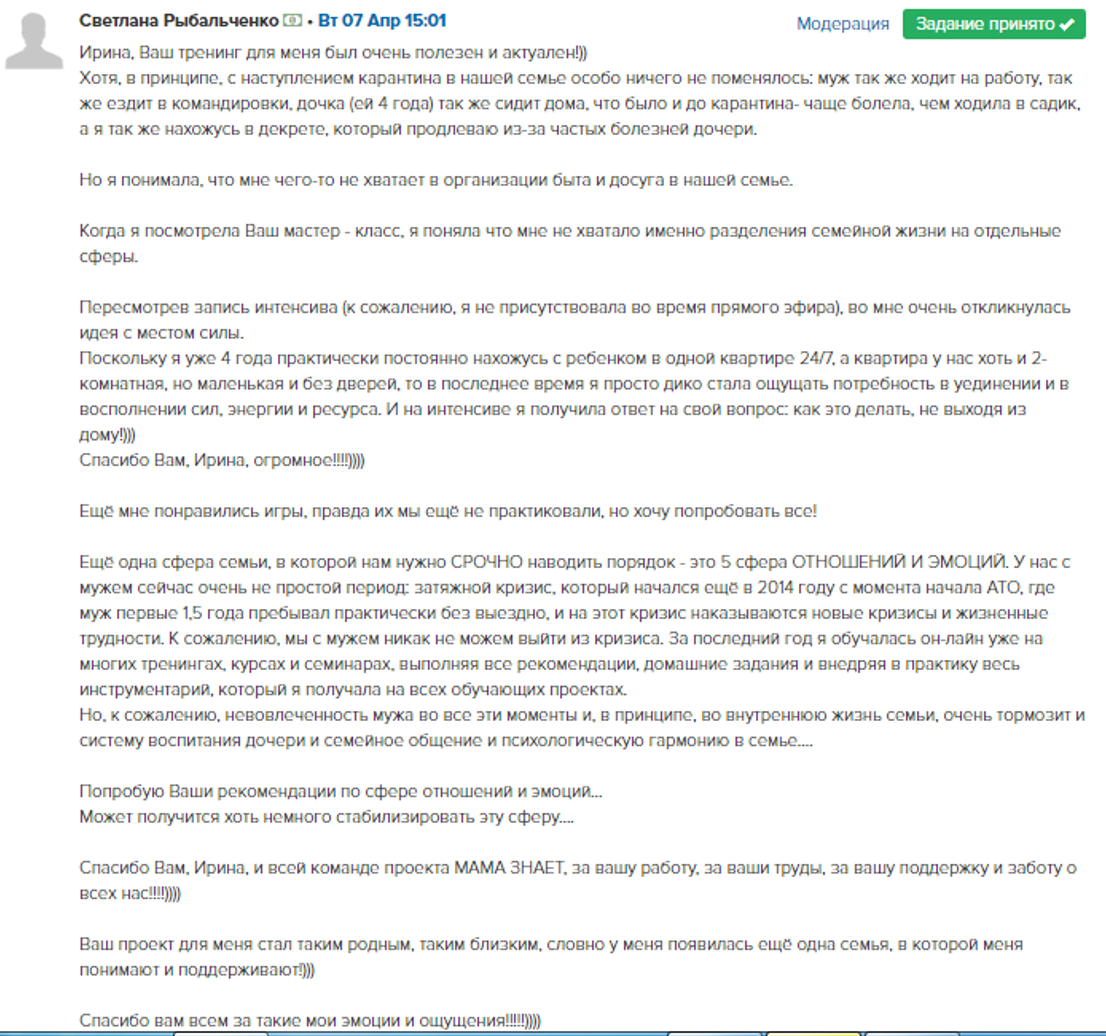 Светлана Рыбальченко • Вт 07 Апр 15:01
Модерация
Задание принято ✔
Ирина, Ваш тренинг для меня был очень полезен и актуален!))
Хотя, в принципе, с наступлением карантина в нашей семье особо ничего не поменялось: муж так же ходит на работу, так
же ездит в командировки, дочка (ей 4 года) так же сидит дома, что было и до карантина- чаще болела, чем ходила в садик,
а я так же нахожусь в декрете, который продлеваю из-за частых болезней дочери.
Но я понимала, что мне чего-то не хватает в организации быта и досуга в нашей семье.
Когда я посмотрела Ваш мастер - класс, я поняла что мне не хватало именно разделения семейной жизни на отдельные
сферы.
Пересмотрев запись интенсива (к сожалению, я не присутствовала во время прямого эфира), во мне очень откликнулась
идея с местом силы.
Поскольку я уже 4 года практически постоянно нахожусь с ребенком в одной квартире 24/7, а квартира у нас хоть и 2-
комнатная, но маленькая и без дверей, то в последнее время я просто дико стала ощущать потребность в уединении и в
восполнении сил, энергии и ресурса. И на интенсиве я получила ответ на свой вопрос: как это делать, не выходя из
дому!)))
Спасибо Вам, Ирина, огромное!!!!))))
Ещё мне понравились игры, правда их мы ещё не практиковали, но хочу попробовать все!
Ещё одна сфера семьи, в которой нам нужно СРОЧНО наводить порядок - это 5 сфера ОТНОШЕНИЙ И ЭМОЦИЙ. У нас с
мужем сейчас очень не простой период: затяжной кризис, который начался ещё в 2014 году с момента начала АТО, где
муж первые 1,5 года пребывал практически без выездно, и на этот кризис наказываются новые кризисы и жизненные
трудности. К сожалению, мы с мужем никак не можем выйти из кризиса. За последний год я обучалась он-лайн уже на
многих тренингах, курсах и семинарах, выполняя все рекомендации, домашние задания и внедряя в практику весь
инструментарий, который я получала на всех обучающих проектах.
Но, к сожалению, невовлеченность мужа во все эти моменты и, в принципе, во внутреннюю жизнь семьи, очень тормозит и
систему воспитания дочери и семейное общение и психологическую гармонию в семье....
Попробую Ваши рекомендации по сфере отношений и эмоций...
Может получится хоть немного стабилизировать эту сферу....
Спасибо Вам, Ирина, и всей команде проекта МАМА ЗНАЕТ, за вашу работу, за ваши труды, за вашу поддержку и заботу о
всех нас!!!!))))
Ваш проект для меня стал таким родным, таким близким, словно у меня появилась ещё одна семья, в которой меня
понимают и поддерживают!)))
Спасибо вам всем за такие мои эмоции и ощущения!!!!!))))